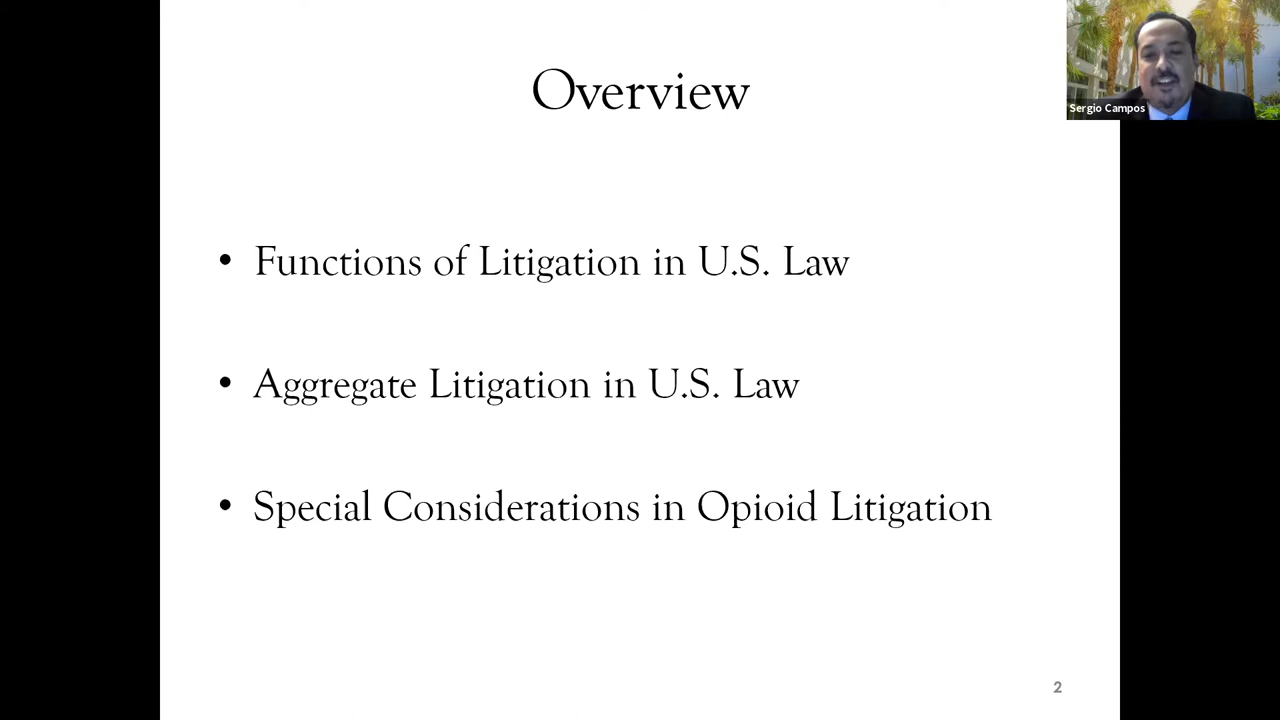 Overview
Sergio Campos
• Functions of Litigation in U.S. Law
• Aggregate Litigation in U.S. Law
• Special Considerations in Opioid Litigation
2